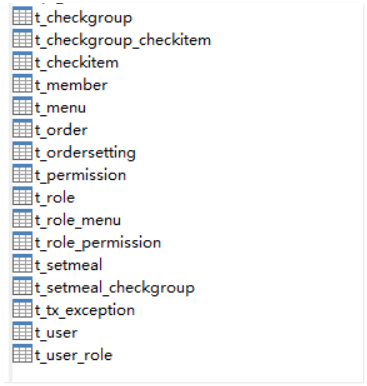 t_checkgroup
t_checkgroup_checkitem
t_checkitem
t_member
t_menu
t_order
t_ordersetting
t_permission
t_role
t_role_menu
t_role_permission
t_setmeal
t_setmeal_checkgroup
t_tx_exception
t_user
t_user_role